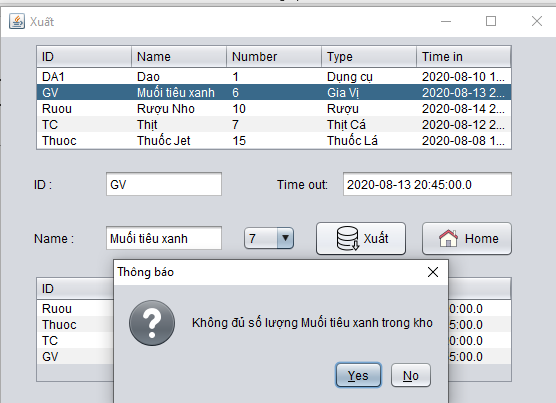 Xuất
ID Name Number Type Time in
DA1 Dao 1 Dụng cụ 2020-08-10 1...
GV Muối tiêu xanh 6 Gia Vị 2020-08-13 2...
Ruou Rượu Nho 10 Rượu 2020-08-14 2...
TC Thịt 7 Thịt Cá 2020-08-12 2...
Thuoc Thuốc Jet 15 Thuốc Lá 2020-08-08 1...
ID : GV Time out: 2020-08-13 20:45:00.0
Name : Muối tiêu xanh 7 Xuất Home
ID
Ruou 0:00.0
Thuoc 5:00.0
TC 0:00.0
GV 5:00.0
Thông báo
Không đủ số lượng Muối tiêu xanh trong kho
Yes No